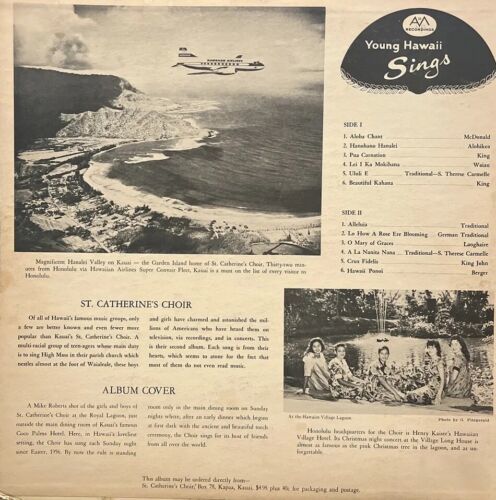 HAWAIIAN AIRLINES
A&M
RECORDINGS
Young Hawaii
Sings
SIDE I
1. Aloha Chant McDonald
2. Hanohano Hanalei Alohikea
3. Pua Carnation King
4. Lei I Ka Mokihana Waiau
5. Ululi E Traditional—S. Therese Carmelle
6. Beautiful Kahana King
SIDE II
1. Alleluia Traditional
2. Lo How A Rose Ere Blooming German Traditional
3. O Mary of Graces Langhaire
4. A La Nanita Nana Traditional—S. Therese Carmelle
5. Crux Fidelis King John
6. Hawaii Ponoi Berger
Magnificent Hanalei Valley on Kauai — the Garden Island home of St. Catherine's Choir. Thirty-two min-
utes from Honolulu via Hawaiian Airlines Super Convair Fleet, Kauai is a must on the list of every visitor to
Honolulu.
ST. CATHERINE'S CHOIR
Of all of Hawaii's famous music groups, only
a few are better known and even fewer more
popular than Kauai's St. Catherine's Choir. A
multi-racial group of teen-agers whose main duty
is to sing High Mass in their parish church which
nestles almost at the foot of Waialeale, these boys
and girls have charmed and astonished the mil-
lions of Americans who have heard them on
television, via recordings, and in concerts. This
is their second album. Each song is from their
hearts, which seems to atone for the fact that
most of them do not even read music.
ALBUM COVER
A Mike Roberts shot of the girls and boys of
St. Catherine's Choir at the Royal Lagoon, just
outside the main dining room of Kauai's famous
Coco Palms Hotel. Here, in Hawaii's loveliest
setting, the Choir has sung each Sunday night
since Easter, 1956. By now the rule is standing
room only in the main dining room on Sunday
nights where, after an early dinner which begins
at first dark with the ancient and beautiful torch
ceremony, the Choir sings for its host of friends
from all over the world.
At the Hawaiian Village Lagoon.
Photo by G. Fitzgerald
Honolulu headquarters for the Choir is Henry Kaiser's Hawaiian
Village Hotel. Its Christmas night concert at the Village Long House is
almost as famous as the pink Christmas tree in the lagoon, and as un-
forgettable.
This album may be ordered directly from—
St. Catherine's Choir, Box 78, Kapaa, Kauai, $4.98 plus 40c for packaging and postage.